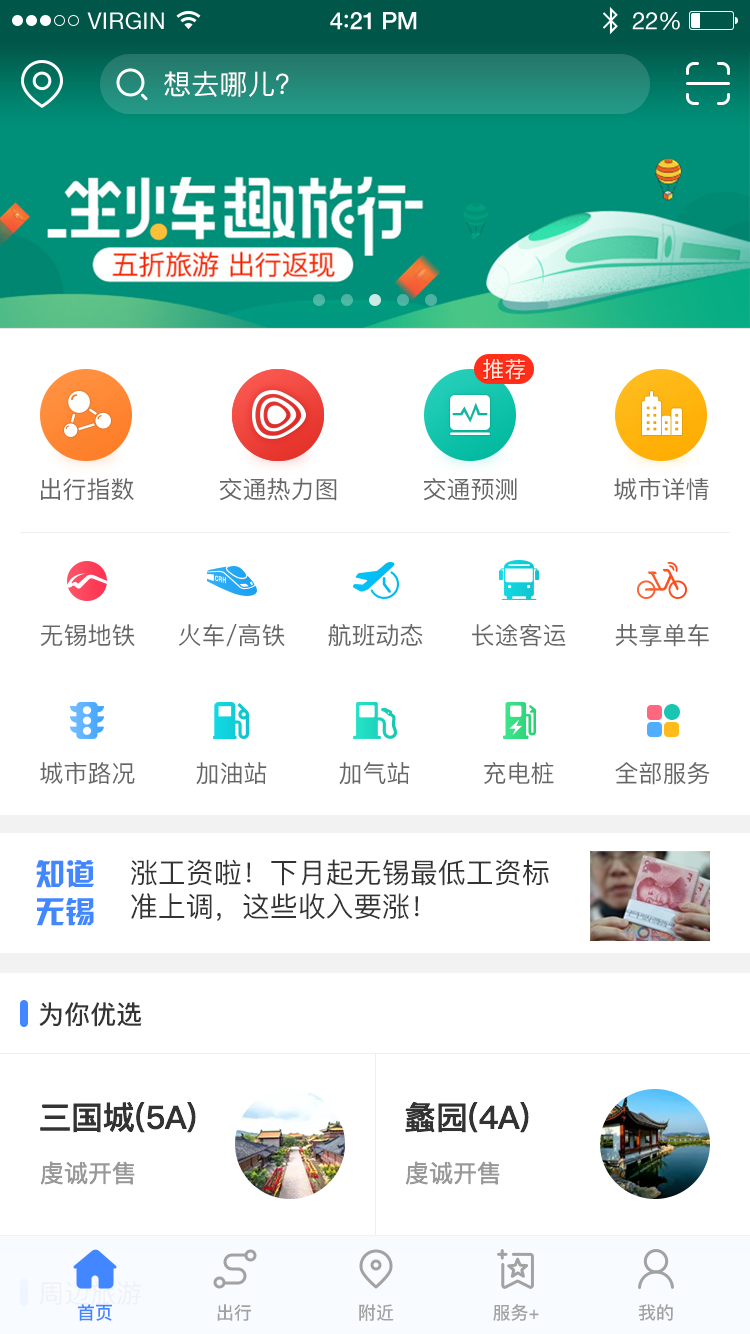 VIRGIN 4:21 PM 22%
想去哪儿?
坐火车趣旅行
五折旅游 出行返现
推荐
出行指数 交通热力图 交通预测 城市详情
CRH
无锡地铁 火车/高铁 航班动态 长途客运 共享单车
城市路况 加油站 加气站 充电桩 全部服务
知道
无锡
涨工资啦！下月起无锡最低工资标
准上调，这些收入要涨！
为你优选
三国城(5A) 蠡园(4A)
虔诚开售 虔诚开售
周边旅游
首页 出行 附近 服务+ 我的